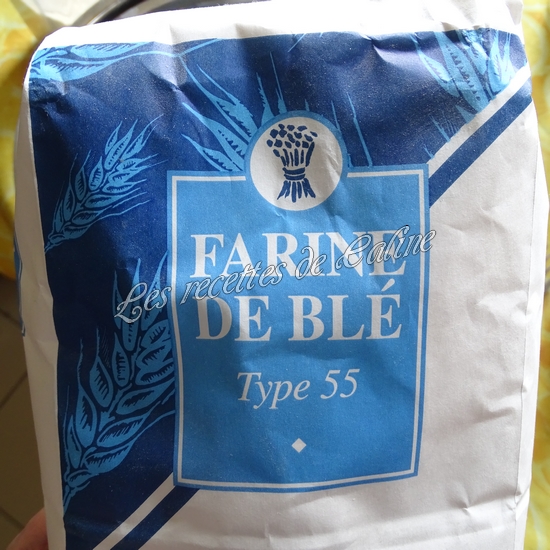 FARINE
Les recettes de Caline
DE BLÉ
Type 55